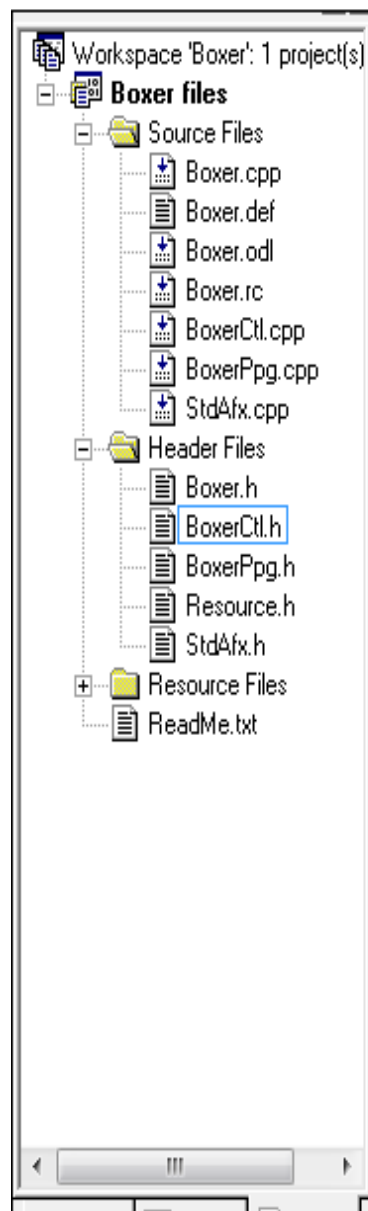 Workspace 'Boxer': 1 project(s)
Boxer files
Source Files
Boxer.cpp
Boxer.def
Boxer.odl
Boxer.rc
BoxerCtl.cpp
BoxerPpg.cpp
StdAfx.cpp
Header Files
Boxer.h
BoxerCtl.h
BoxerPpg.h
Resource.h
StdAfx.h
Resource Files
ReadMe.txt